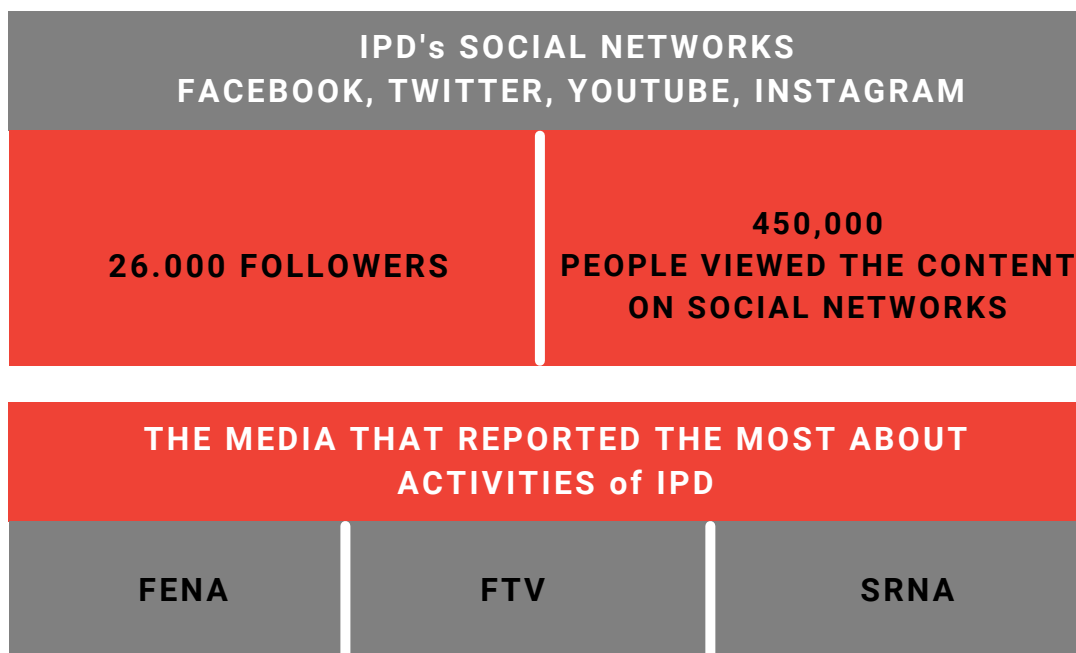 IPD's SOCIAL NETWORKS
FACEBOOK, TWITTER, YOUTUBE, INSTAGRAM
26.000 FOLLOWERS
450,000
PEOPLE VIEWED THE CONTENT
ON SOCIAL NETWORKS
THE MEDIA THAT REPORTED THE MOST ABOUT
ACTIVITIES of IPD
FENA
FTV
SRNA